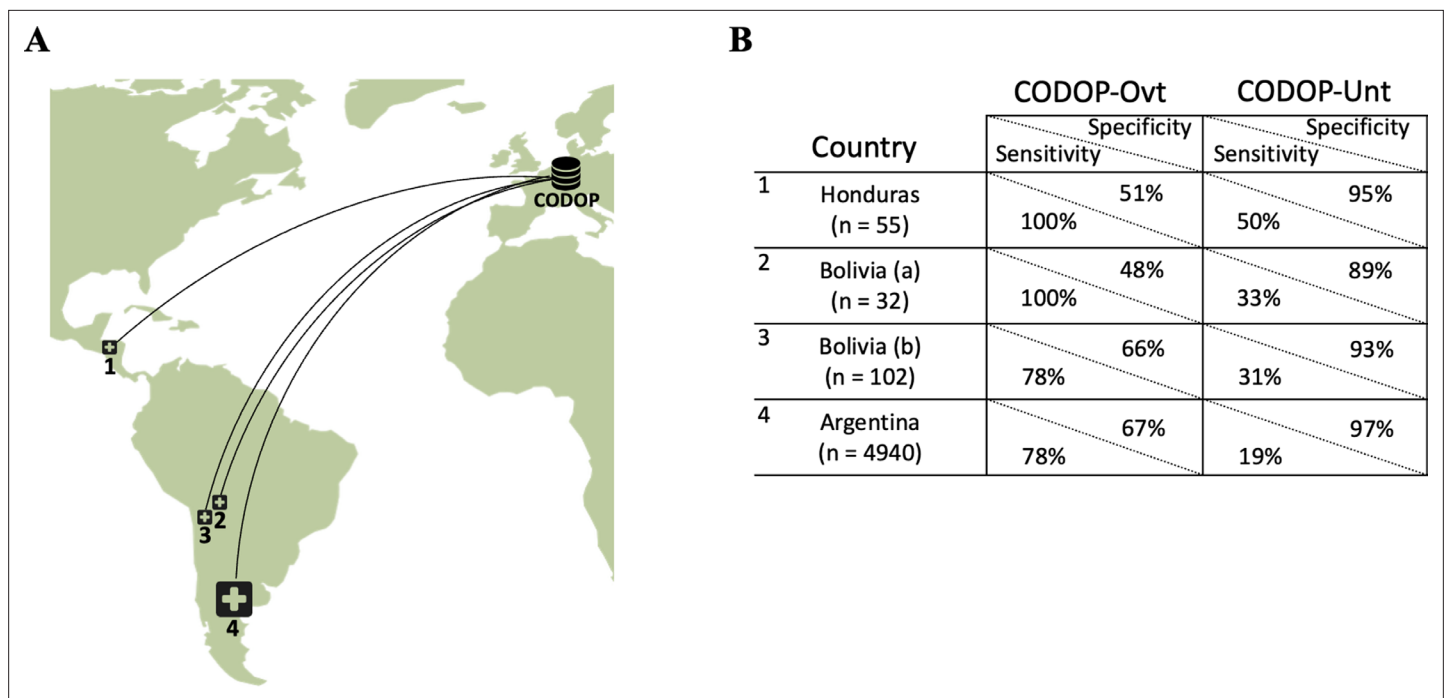 A
CODOP
1
2
3
4
B
CODOP-Ovt CODOP-Unt
Country
Specificity
Sensitivity
Specificity
Sensitivity
1
Honduras
(n = 55)
51%
100%
95%
50%
2
Bolivia (a)
(n = 32)
48%
100%
89%
33%
3
Bolivia (b)
(n = 102)
66%
78%
93%
31%
4
Argentina
(n = 4940)
67%
78%
97%
19%